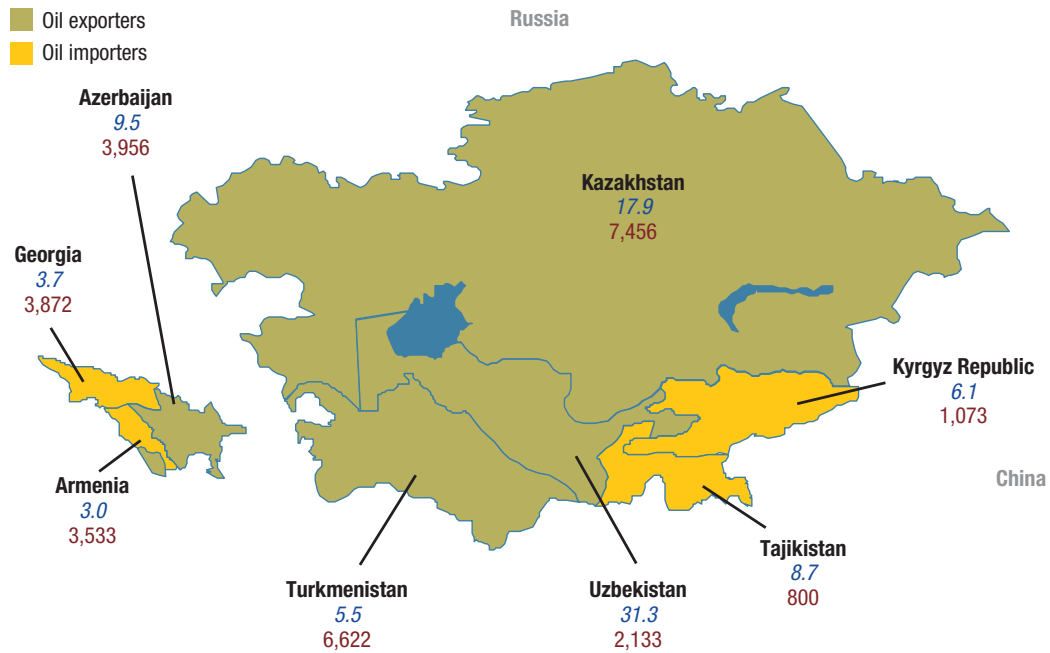 Oil exporters
Oil importers
Russia
Azerbaijan
9.5
3,956
Kazakhstan
17.9
7,456
Georgia
3.7
3,872
Kyrgyz Republic
6.1
1,073
China
Armenia
3.0
3,533
Tajikistan
8.7
800
Turkmenistan
5.5
6,622
Uzbekistan
31.3
2,133